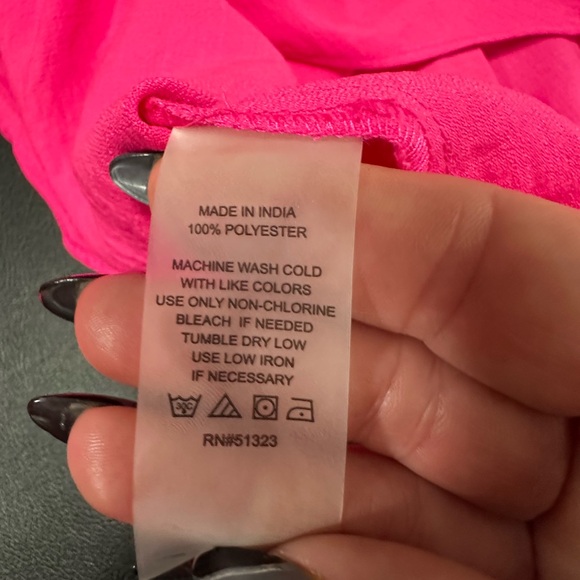 MADE IN INDIA
100% POLYESTER
MACHINE WASH COLD
WITH LIKE COLORS
USE ONLY NON-CHLORINE
BLEACH IF NEEDED
TUMBLE DRY LOW
USE LOW IRON
IF NECESSARY
RN#51323